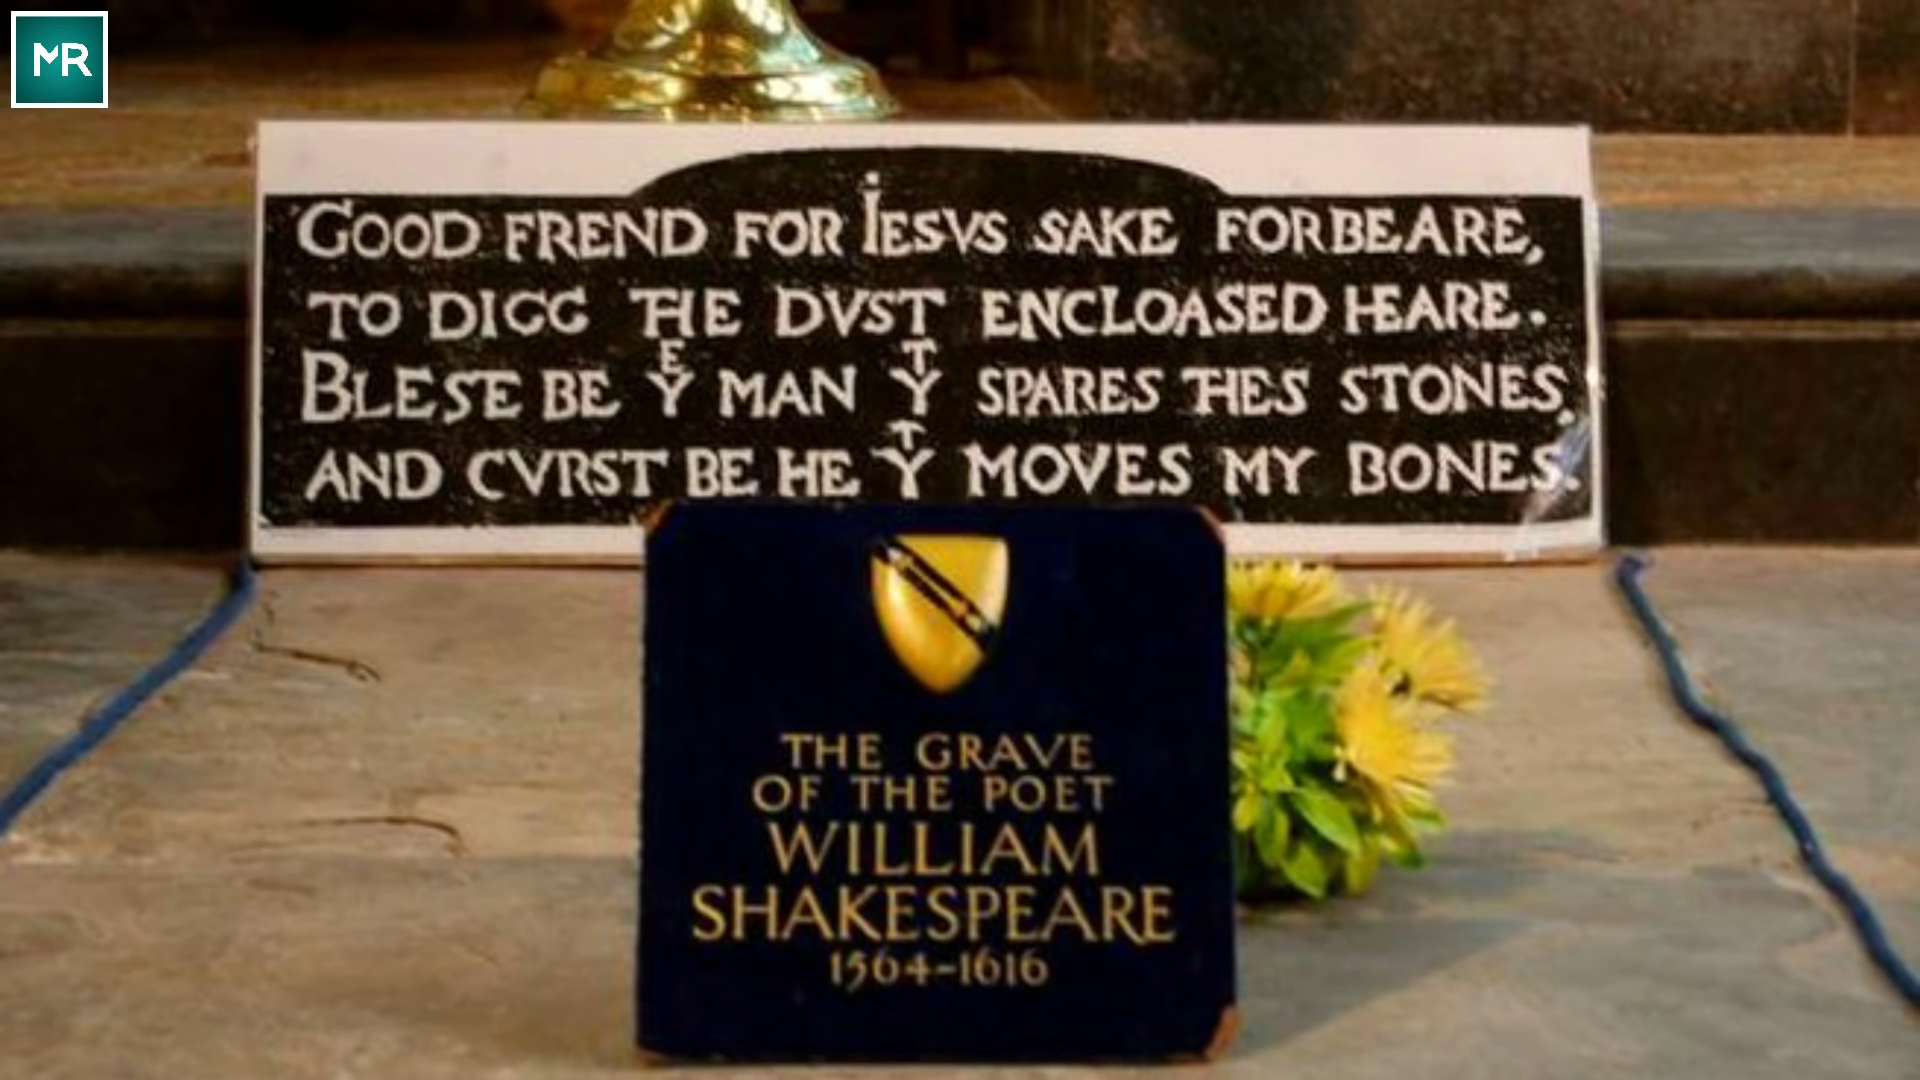 MR
GOOD FREND FOR IESVS SAKE FORBEARE,
TO DIGG THE DVST ENCLOASED HEARE.
BLESE BE Yᴱ MAN Yᵀ SPARES THES STONES,
AND CVRST BE HE Yᵀ MOVES MY BONES.
THE GRAVE
OF THE POET
WILLIAM
SHAKESPEARE
1564-1616